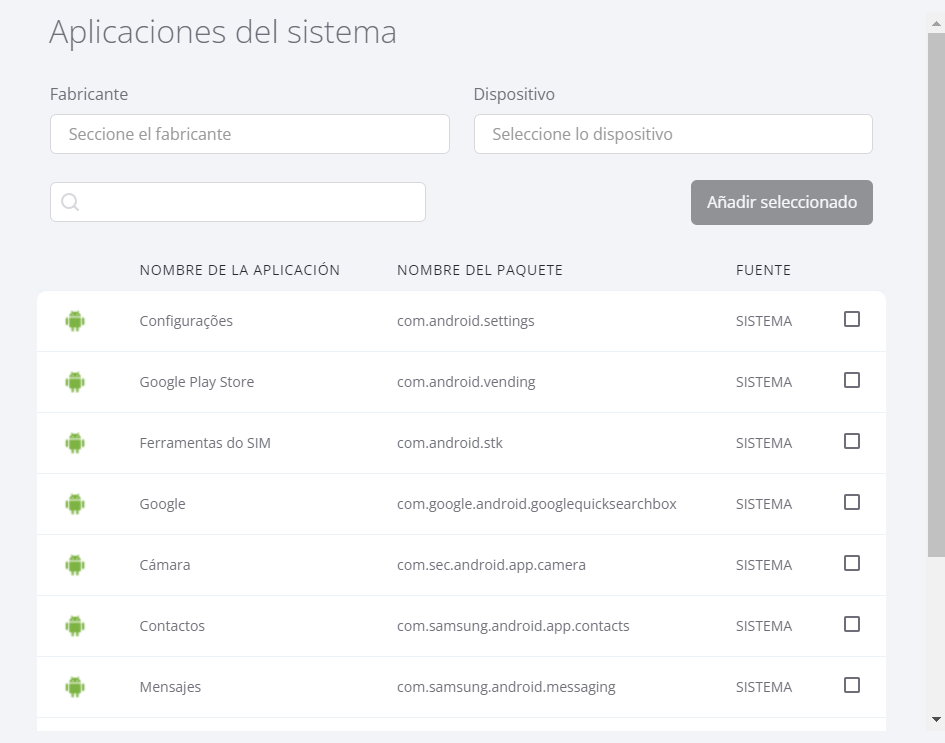 Aplicaciones del sistema
Fabricante Dispositivo
Seccione el fabricante Seleccione lo dispositivo
Añadir seleccionado
NOMBRE DE LA APLICACIÓN NOMBRE DEL PAQUETE FUENTE
Configurações com.android.settings SISTEMA
Google Play Store com.android.vending SISTEMA
Ferramentas do SIM com.android.stk SISTEMA
Google com.google.android.googlequicksearchbox SISTEMA
Cámara com.sec.android.app.camera SISTEMA
Contactos com.samsung.android.app.contacts SISTEMA
Mensajes com.samsung.android.messaging SISTEMA